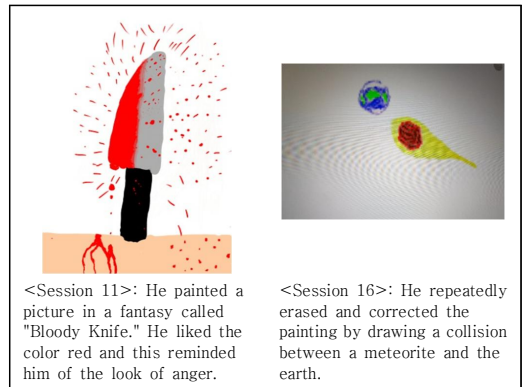 <Session 11>: He painted a
picture in a fantasy called
"Bloody Knife." He liked the
color red and this reminded
him of the look of anger.
<Session 16>: He repeatedly
erased and corrected the
painting by drawing a collision
between a meteorite and the
earth.